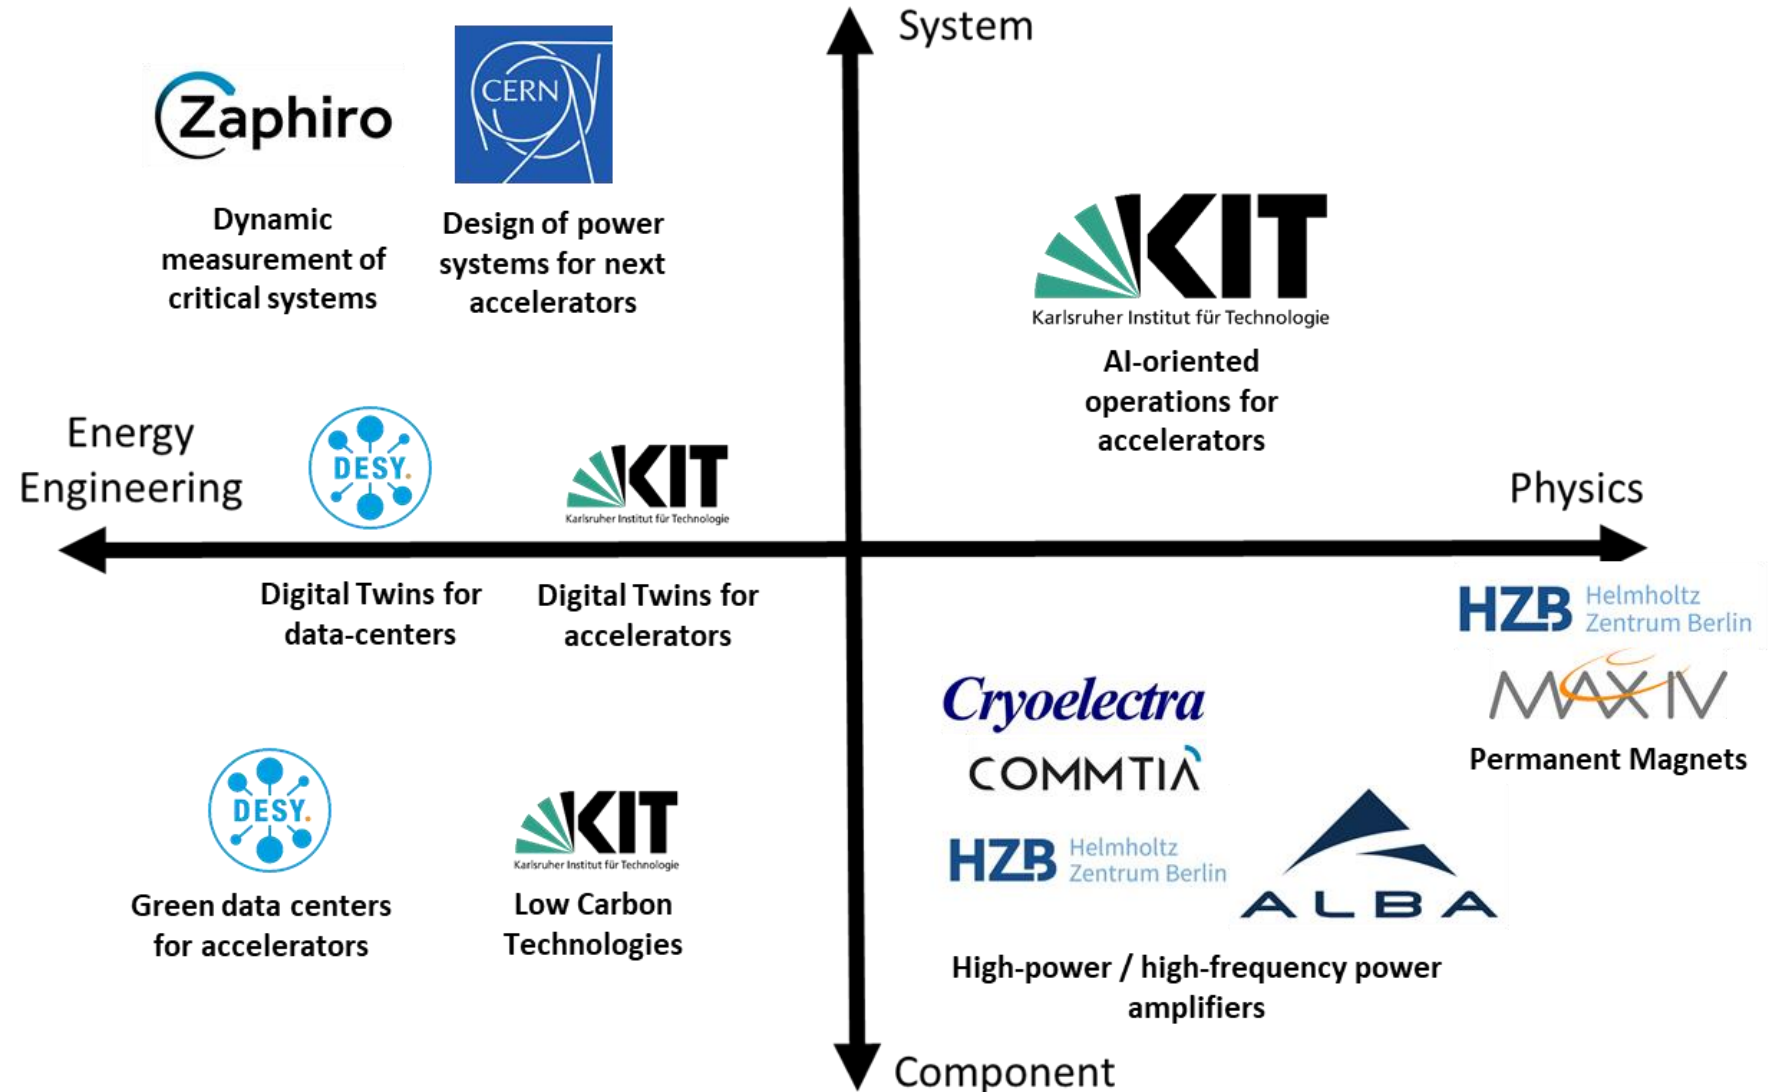 System
Zaphiro
CERN
Dynamic
measurement of
critical systems
Design of power
systems for next
accelerators
KIT
Karlsruher Institut für Technologie
AI-oriented
operations for
accelerators
Energy
Engineering
DESY.
KIT
Karlsruher Institut für Technologie
Physics
Digital Twins for
data-centers
Digital Twins for
accelerators
HZB Helmholtz
Zentrum Berlin
MAX IV
Permanent Magnets
Cryoelectra
COMMTIA
HZB Helmholtz
Zentrum Berlin
ALBA
High-power / high-frequency power
amplifiers
DESY.
Green data centers
for accelerators
KIT
Karlsruher Institut für Technologie
Low Carbon
Technologies
Component